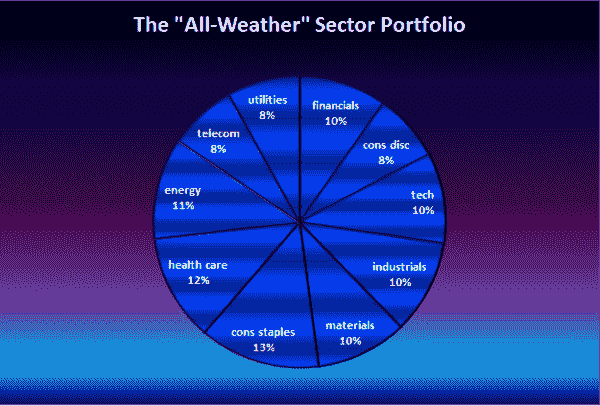 The "All-Weather" Sector Portfolio
utilities
8%
financials
10%
cons disc
8%
tech
10%
industrials
10%
materials
10%
cons staples
13%
health care
12%
energy
11%
telecom
8%